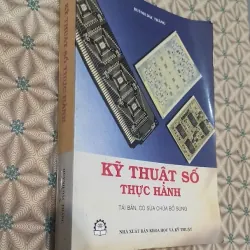 HUỲNH ĐẮC THẮNG
KỸ THUẬT SỐ
THỰC HÀNH
TÁI BẢN, CÓ SỬA CHỮA BỔ SUNG
NHÀ XUẤT BẢN KHOA HỌC VÀ KỸ THUẬT